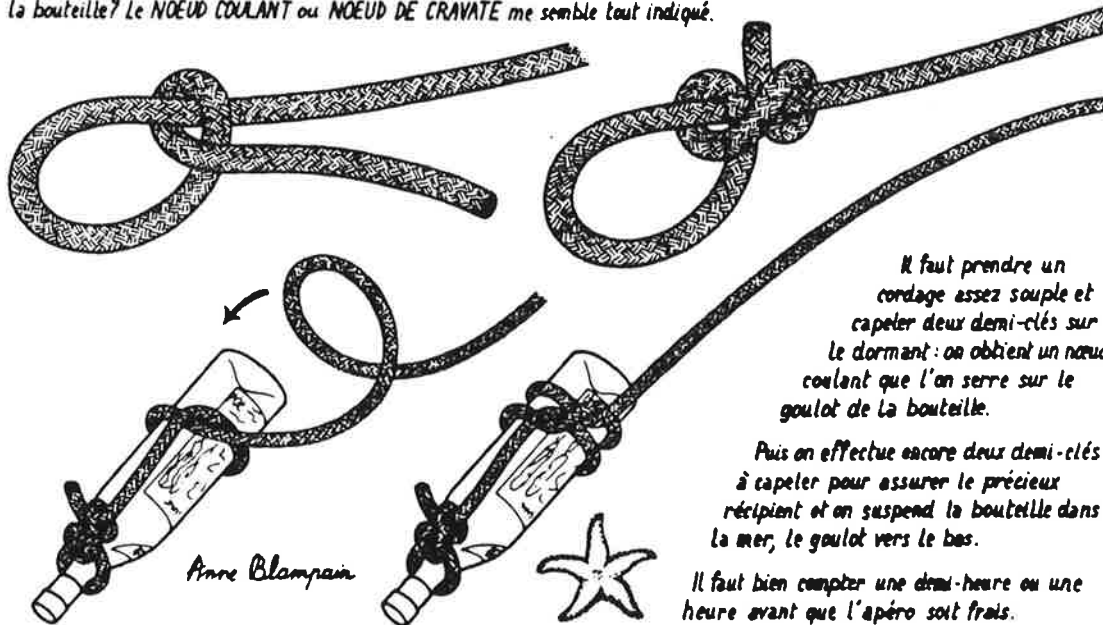 la bouteille? Le NOEUD COULANT ou NOEUD DE CRAVATE me semble tout indiqué.
Il faut prendre un
cordage assez souple et
capeler deux demi-clés sur
le dormant : on obtient un nœud
coulant que l'on serre sur le
goulot de la bouteille.
Puis on effectue encore deux demi-clés
à capeler pour assurer le précieux
récipient et on suspend la bouteille dans
la mer, le goulot vers le bas.
Il faut bien compter une demi-heure ou une
heure avant que l'apéro soit frais.
Anne Blampain